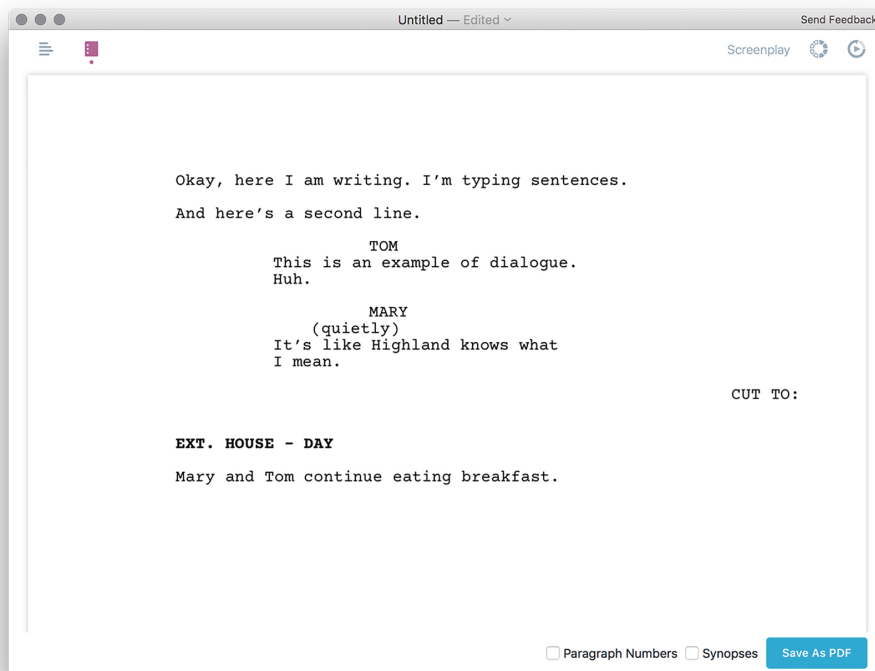 Untitled — Edited
Send Feedback
Screenplay
Okay, here I am writing. I’m typing sentences.
And here’s a second line.
TOM
This is an example of dialogue.
Huh.
MARY
(quietly)
It’s like Highland knows what
I mean.
CUT TO:
EXT. HOUSE - DAY
Mary and Tom continue eating breakfast.
Paragraph Numbers
Synopses
Save As PDF